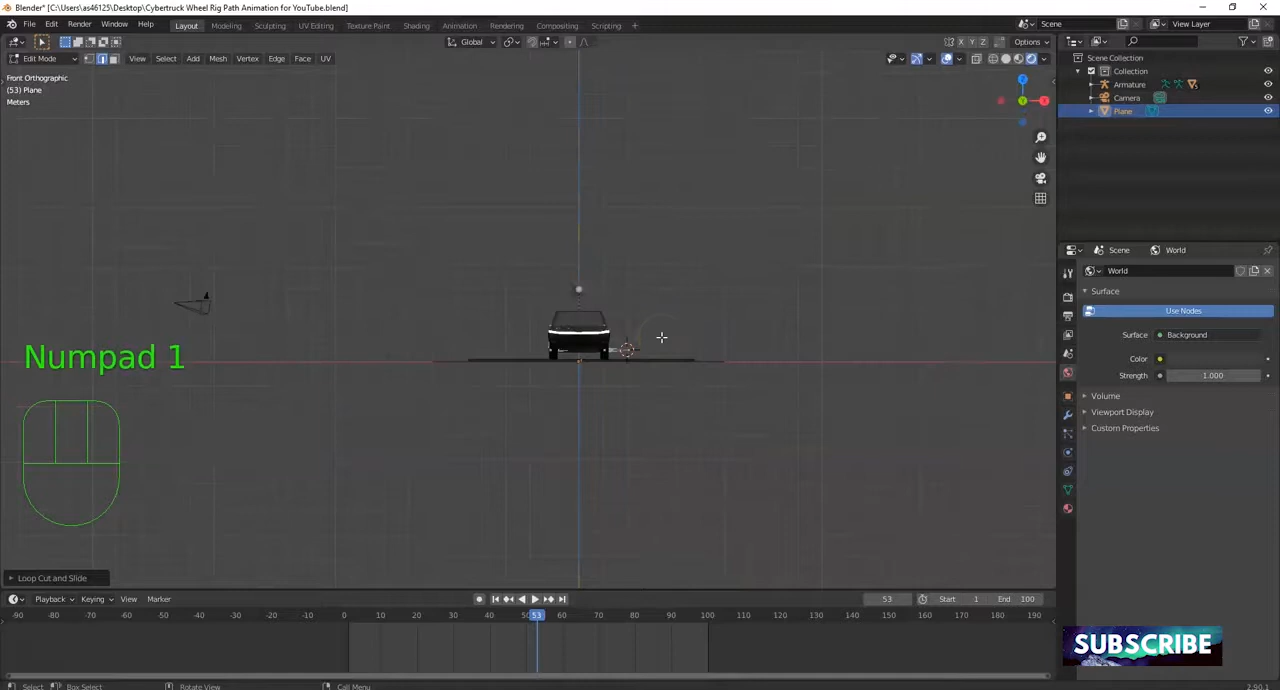 Blender* [C:\Users\as46125\Desktop\Cybertruck Wheel Rig Path Animation for YouTube.blend]
File Edit Render Window Help Layout Modeling Sculpting UV Editing Texture Paint Shading Animation Rendering Compositing Scripting Scene View Layer
Global Options
X Y Z
Edit Mode View Select Add Mesh Vertex Edge Face UV
Front Orthographic
(53) Plane
Meters
Scene Collection
Collection
Armature
Camera
Plane
Scene World
World
Surface
Use Nodes
Surface Background
Color
Strength 1.000
Volume
Viewport Display
Custom Properties
Numpad 1
Loop Cut and Slide
Playback Keying View Marker 53 Start 1 End 100
-90 -80 -70 -60 -50 -40 -30 -20 -10 0 10 20 30 40 50 53 60 70 80 90 100 110 120 130 140 150 160 170 180 190
SUBSCRIBE
Select Box Select Rotate View Call Menu 2.90.1